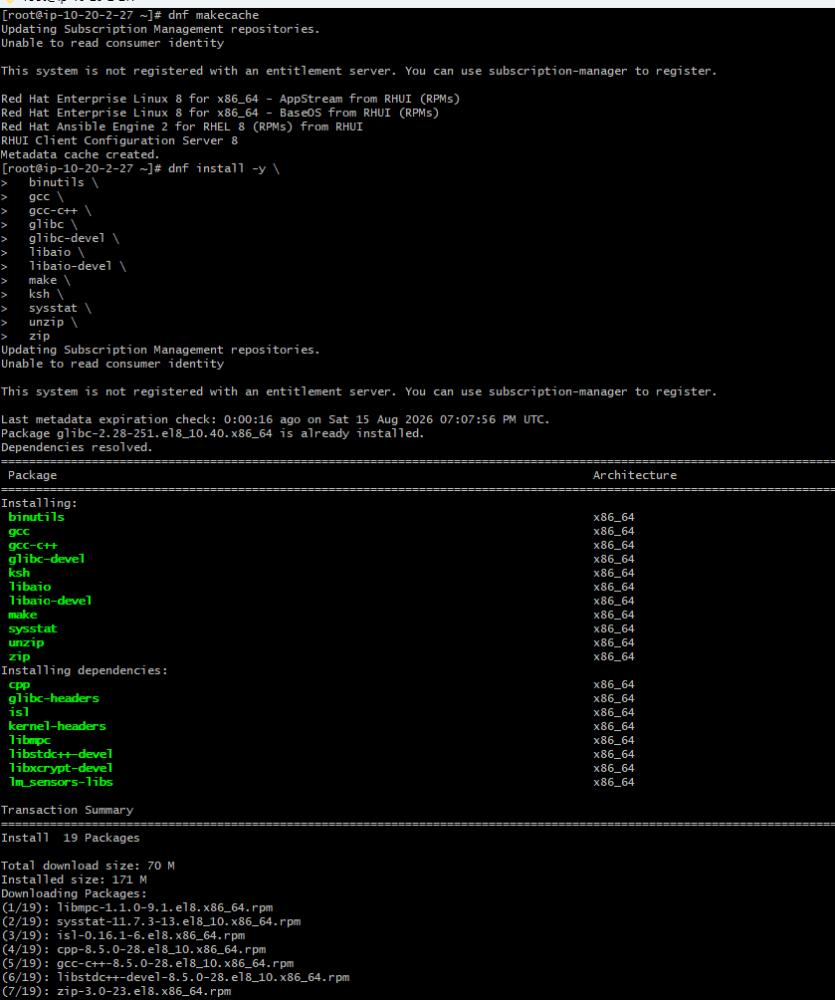 [root@ip-10-20-2-27 ~]# dnf makecache
Updating Subscription Management repositories.
Unable to read consumer identity
This system is not registered with an entitlement server. You can use subscription-manager to register.
Red Hat Enterprise Linux 8 for x86_64 - AppStream from RHUI (RPMs)
Red Hat Enterprise Linux 8 for x86_64 - BaseOS from RHUI (RPMs)
Red Hat Ansible Engine 2 for RHEL 8 (RPMs) from RHUI
RHUI Client Configuration Server 8
Metadata cache created.
[root@ip-10-20-2-27 ~]# dnf install -y \
>   binutils \
>   gcc \
>   gcc-c++ \
>   glibc \
>   glibc-devel \
>   libaio \
>   libaio-devel \
>   make \
>   ksh \
>   sysstat \
>   unzip \
>   zip
Updating Subscription Management repositories.
Unable to read consumer identity
This system is not registered with an entitlement server. You can use subscription-manager to register.
Last metadata expiration check: 0:00:16 ago on Sat 15 Aug 2026 07:07:56 PM UTC.
Package glibc-2.28-251.el8_10.40.x86_64 is already installed.
Dependencies resolved.
Package Architecture
Installing:
binutils x86_64
gcc x86_64
gcc-c++ x86_64
glibc-devel x86_64
ksh x86_64
libaio x86_64
libaio-devel x86_64
make x86_64
sysstat x86_64
unzip x86_64
zip x86_64
Installing dependencies:
cpp x86_64
glibc-headers x86_64
isl x86_64
kernel-headers x86_64
libmpc x86_64
libstdc++-devel x86_64
libxcrypt-devel x86_64
lm_sensors-libs x86_64
Transaction Summary
Install  19 Packages
Total download size: 70 M
Installed size: 171 M
Downloading Packages:
(1/19): libmpc-1.1.0-9.1.el8.x86_64.rpm
(2/19): sysstat-11.7.3-13.el8_10.x86_64.rpm
(3/19): isl-0.16.1-6.el8.x86_64.rpm
(4/19): cpp-8.5.0-28.el8_10.x86_64.rpm
(5/19): gcc-c++-8.5.0-28.el8_10.x86_64.rpm
(6/19): libstdc++-devel-8.5.0-28.el8_10.x86_64.rpm
(7/19): zip-3.0-23.el8.x86_64.rpm